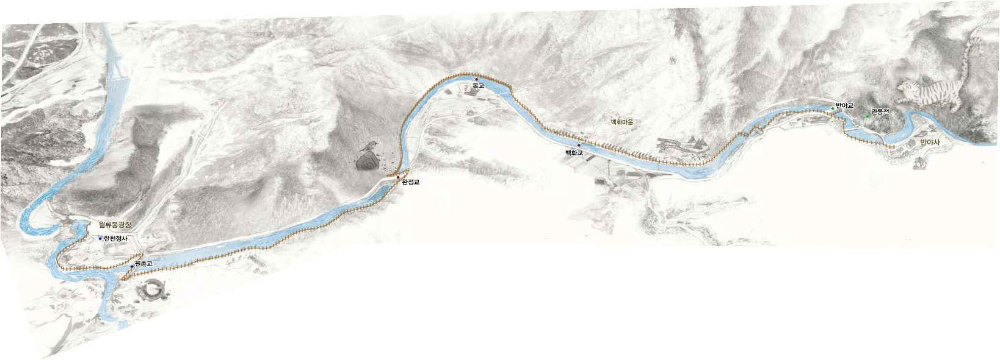 목교
반야교
관음전
백화마을
반야사
백화교
완정교
월류봉광장
한천정사
원촌교